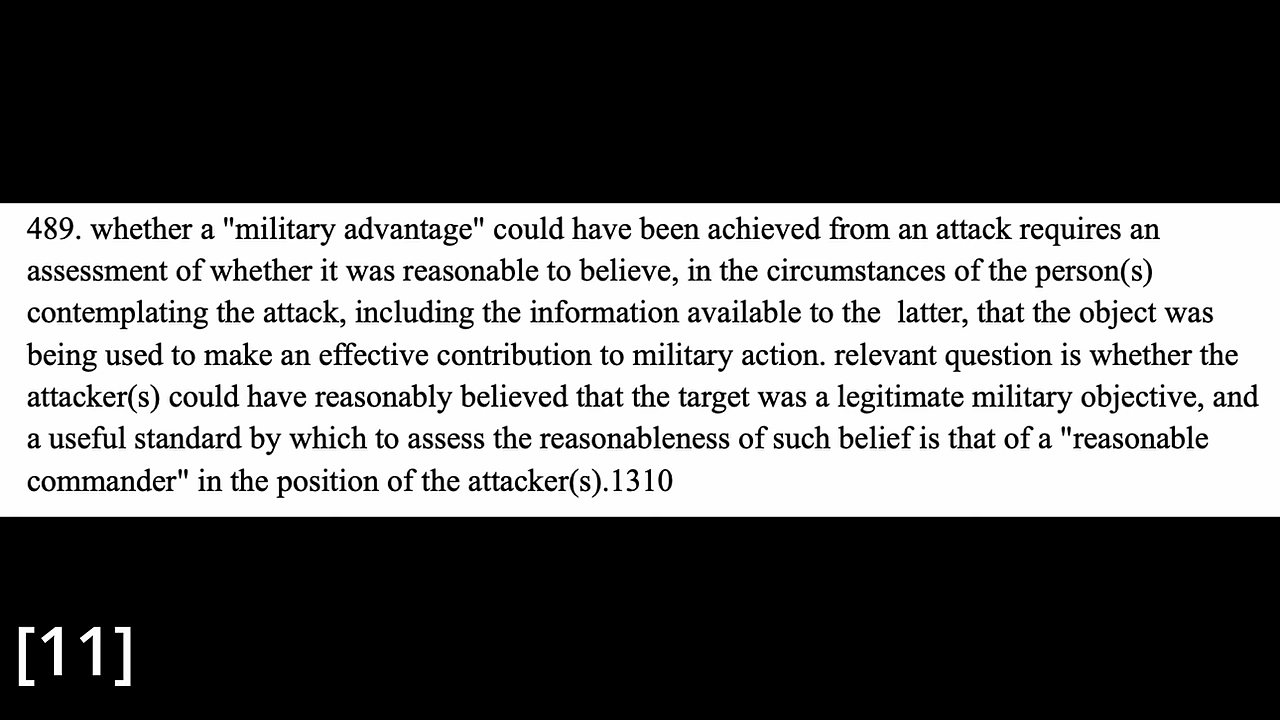 489. whether a "military advantage" could have been achieved from an attack requires an
assessment of whether it was reasonable to believe, in the circumstances of the person(s)
contemplating the attack, including the information available to the  latter, that the object was
being used to make an effective contribution to military action. relevant question is whether the
attacker(s) could have reasonably believed that the target was a legitimate military objective, and
a useful standard by which to assess the reasonableness of such belief is that of a "reasonable
commander" in the position of the attacker(s).1310
[11]